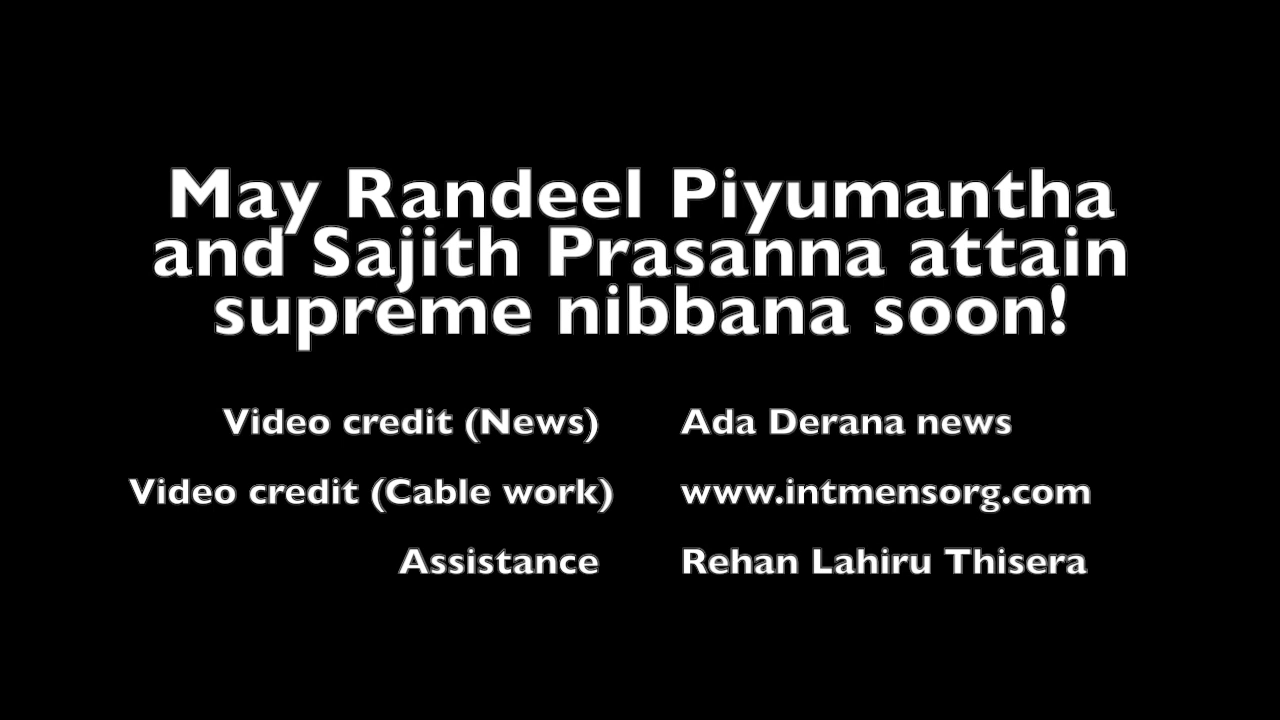 May Randeel Piyumantha
and Sajith Prasanna attain
supreme nibbana soon!
Video credit (News) Ada Derana news
Video credit (Cable work) www.intmensorg.com
Assistance Rehan Lahiru Thisera